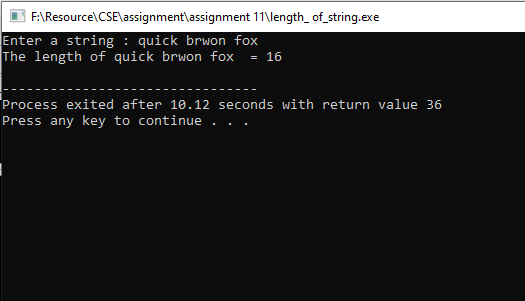 F:\Resource\CSE\assignment\assignment 11\length_ of_string.exe
Enter a string : quick brwon fox
The length of quick brwon fox  = 16
--------------------------------
Process exited after 10.12 seconds with return value 36
Press any key to continue . . .